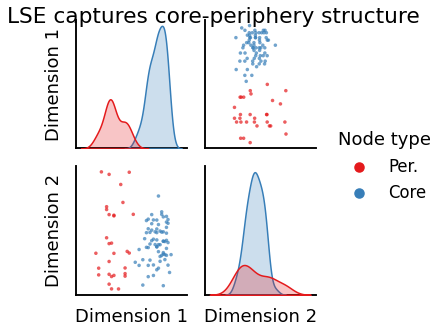 LSE captures core-periphery structure
Dimension 1
Node type
Per.
Core
Dimension 2
Dimension 1
Dimension 2